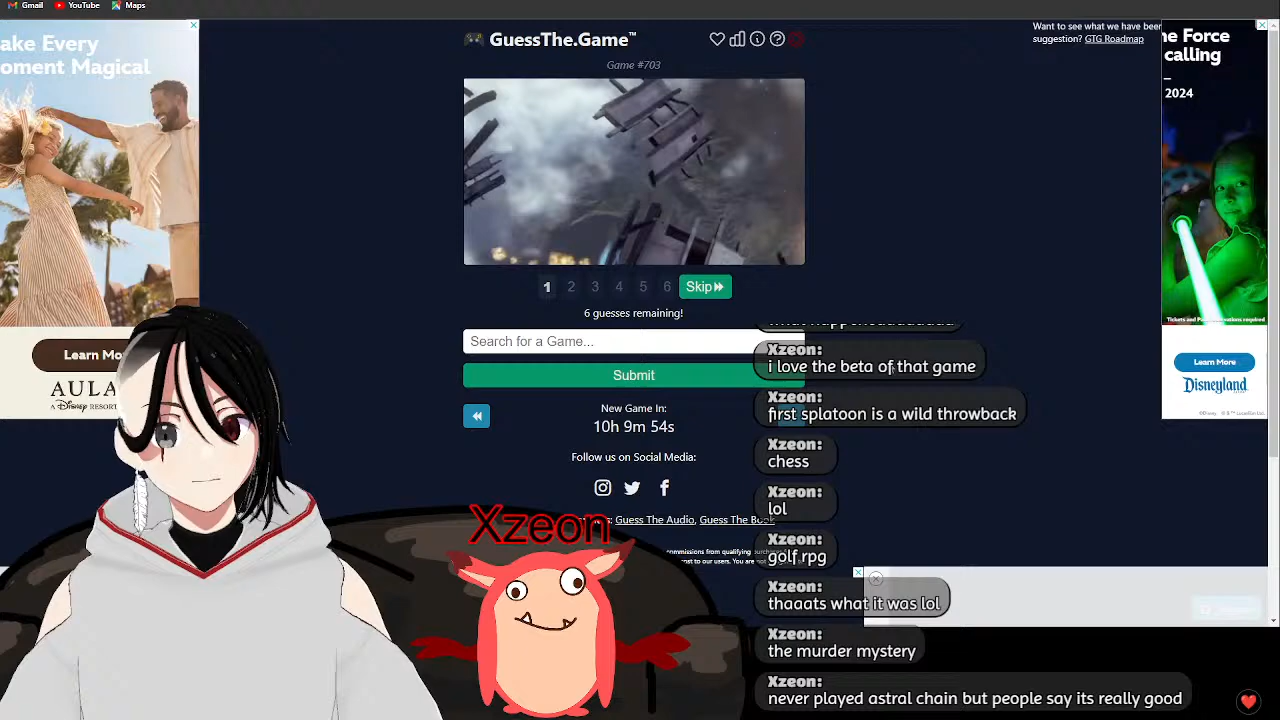 Gmail YouTube Maps
ake Every
oment Magical
Learn Mo
AULA
A Disney RESORT
GuessThe.Game™
Game #703
1 2 3 4 5 6 Skip
6 guesses remaining!
Search for a Game...
Submit
New Game In:
10h 9m 54s
Follow us on Social Media:
Guess The Audio, Guess The Book
Want to see what we have been
suggestion? GTG Roadmap
he Force
calling
2024
Learn More
Disneyland
Xzeon
Xzeon:
i love the beta of that game
Xzeon:
first splatoon is a wild throwback
Xzeon:
chess
Xzeon:
lol
Xzeon:
golf rpg
Xzeon:
thaaats what it was lol
Xzeon:
the murder mystery
Xzeon:
never played astral chain but people say its really good